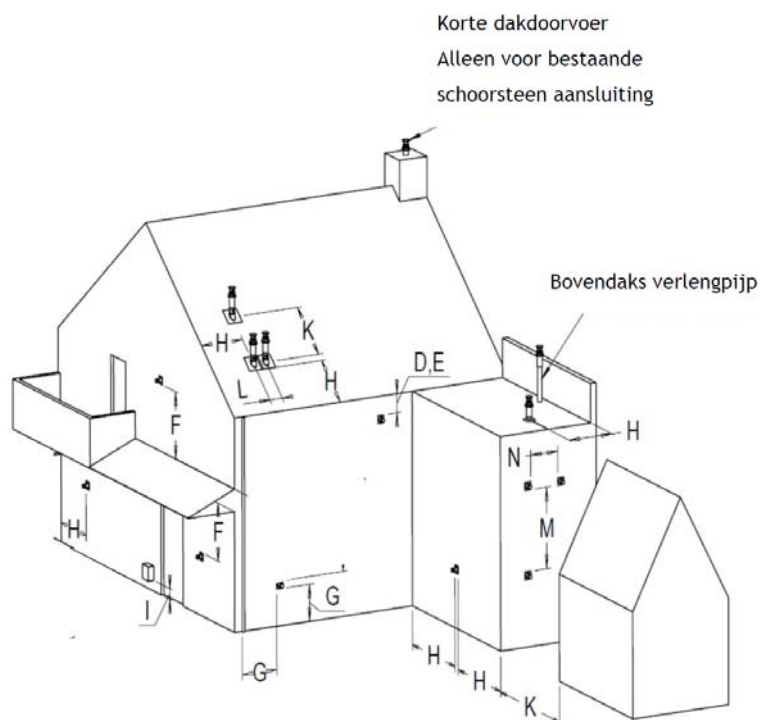 Korte dakdoorvoer
Alleen voor bestaande
schoorsteen aansluiting
Bovendaks verlengpijp
K
H
D,E
L
H
F
H
N
M
F
H
I
G
G
H
H
K